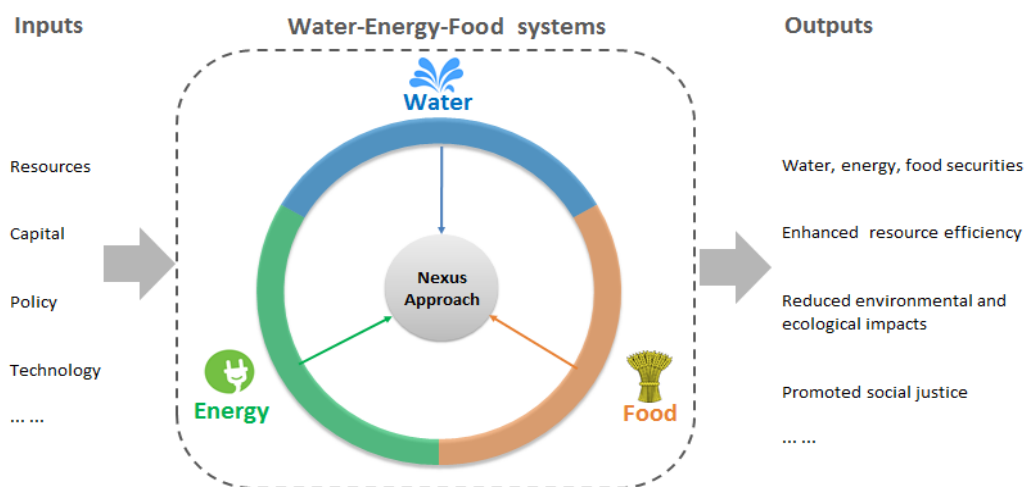 Inputs
Water-Energy-Food systems
Outputs
Water
Resources
Capital
Policy
Technology
... ...
Nexus
Approach
Energy
Food
Water, energy, food securities
Enhanced resource efficiency
Reduced environmental and
ecological impacts
Promoted social justice
... ...